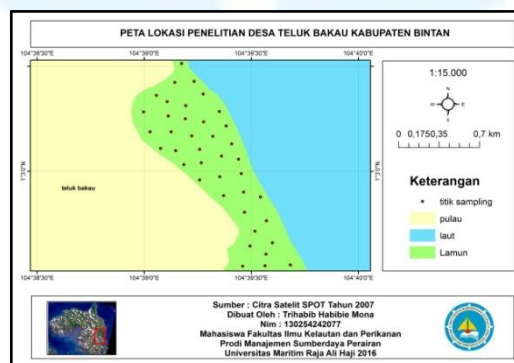 PETA LOKASI PENELITIAN DESA TELUK BAKAU KABUPATEN BINTAN
104°38'30"E 104°39'0"E 104°39'30"E 104°40'0"E
1°3'0"N
1°3'0"N
teluk bakau
104°38'30"E 104°39'0"E 104°39'30"E 104°40'0"E
1:15.000
N
W E
S
0 0,1750,35 0,7 km
Keterangan
titik sampling
pulau
laut
Lamun
Sumber : Citra Satelit SPOT Tahun 2007
Dibuat Oleh : Trihabib Habibie Mona
Nim : 130254242077
Mahasiswa Fakultas Ilmu Kelautan dan Perikanan
Prodi Manajemen Sumberdaya Perairan
Universitas Maritim Raja Ali Haji 2016